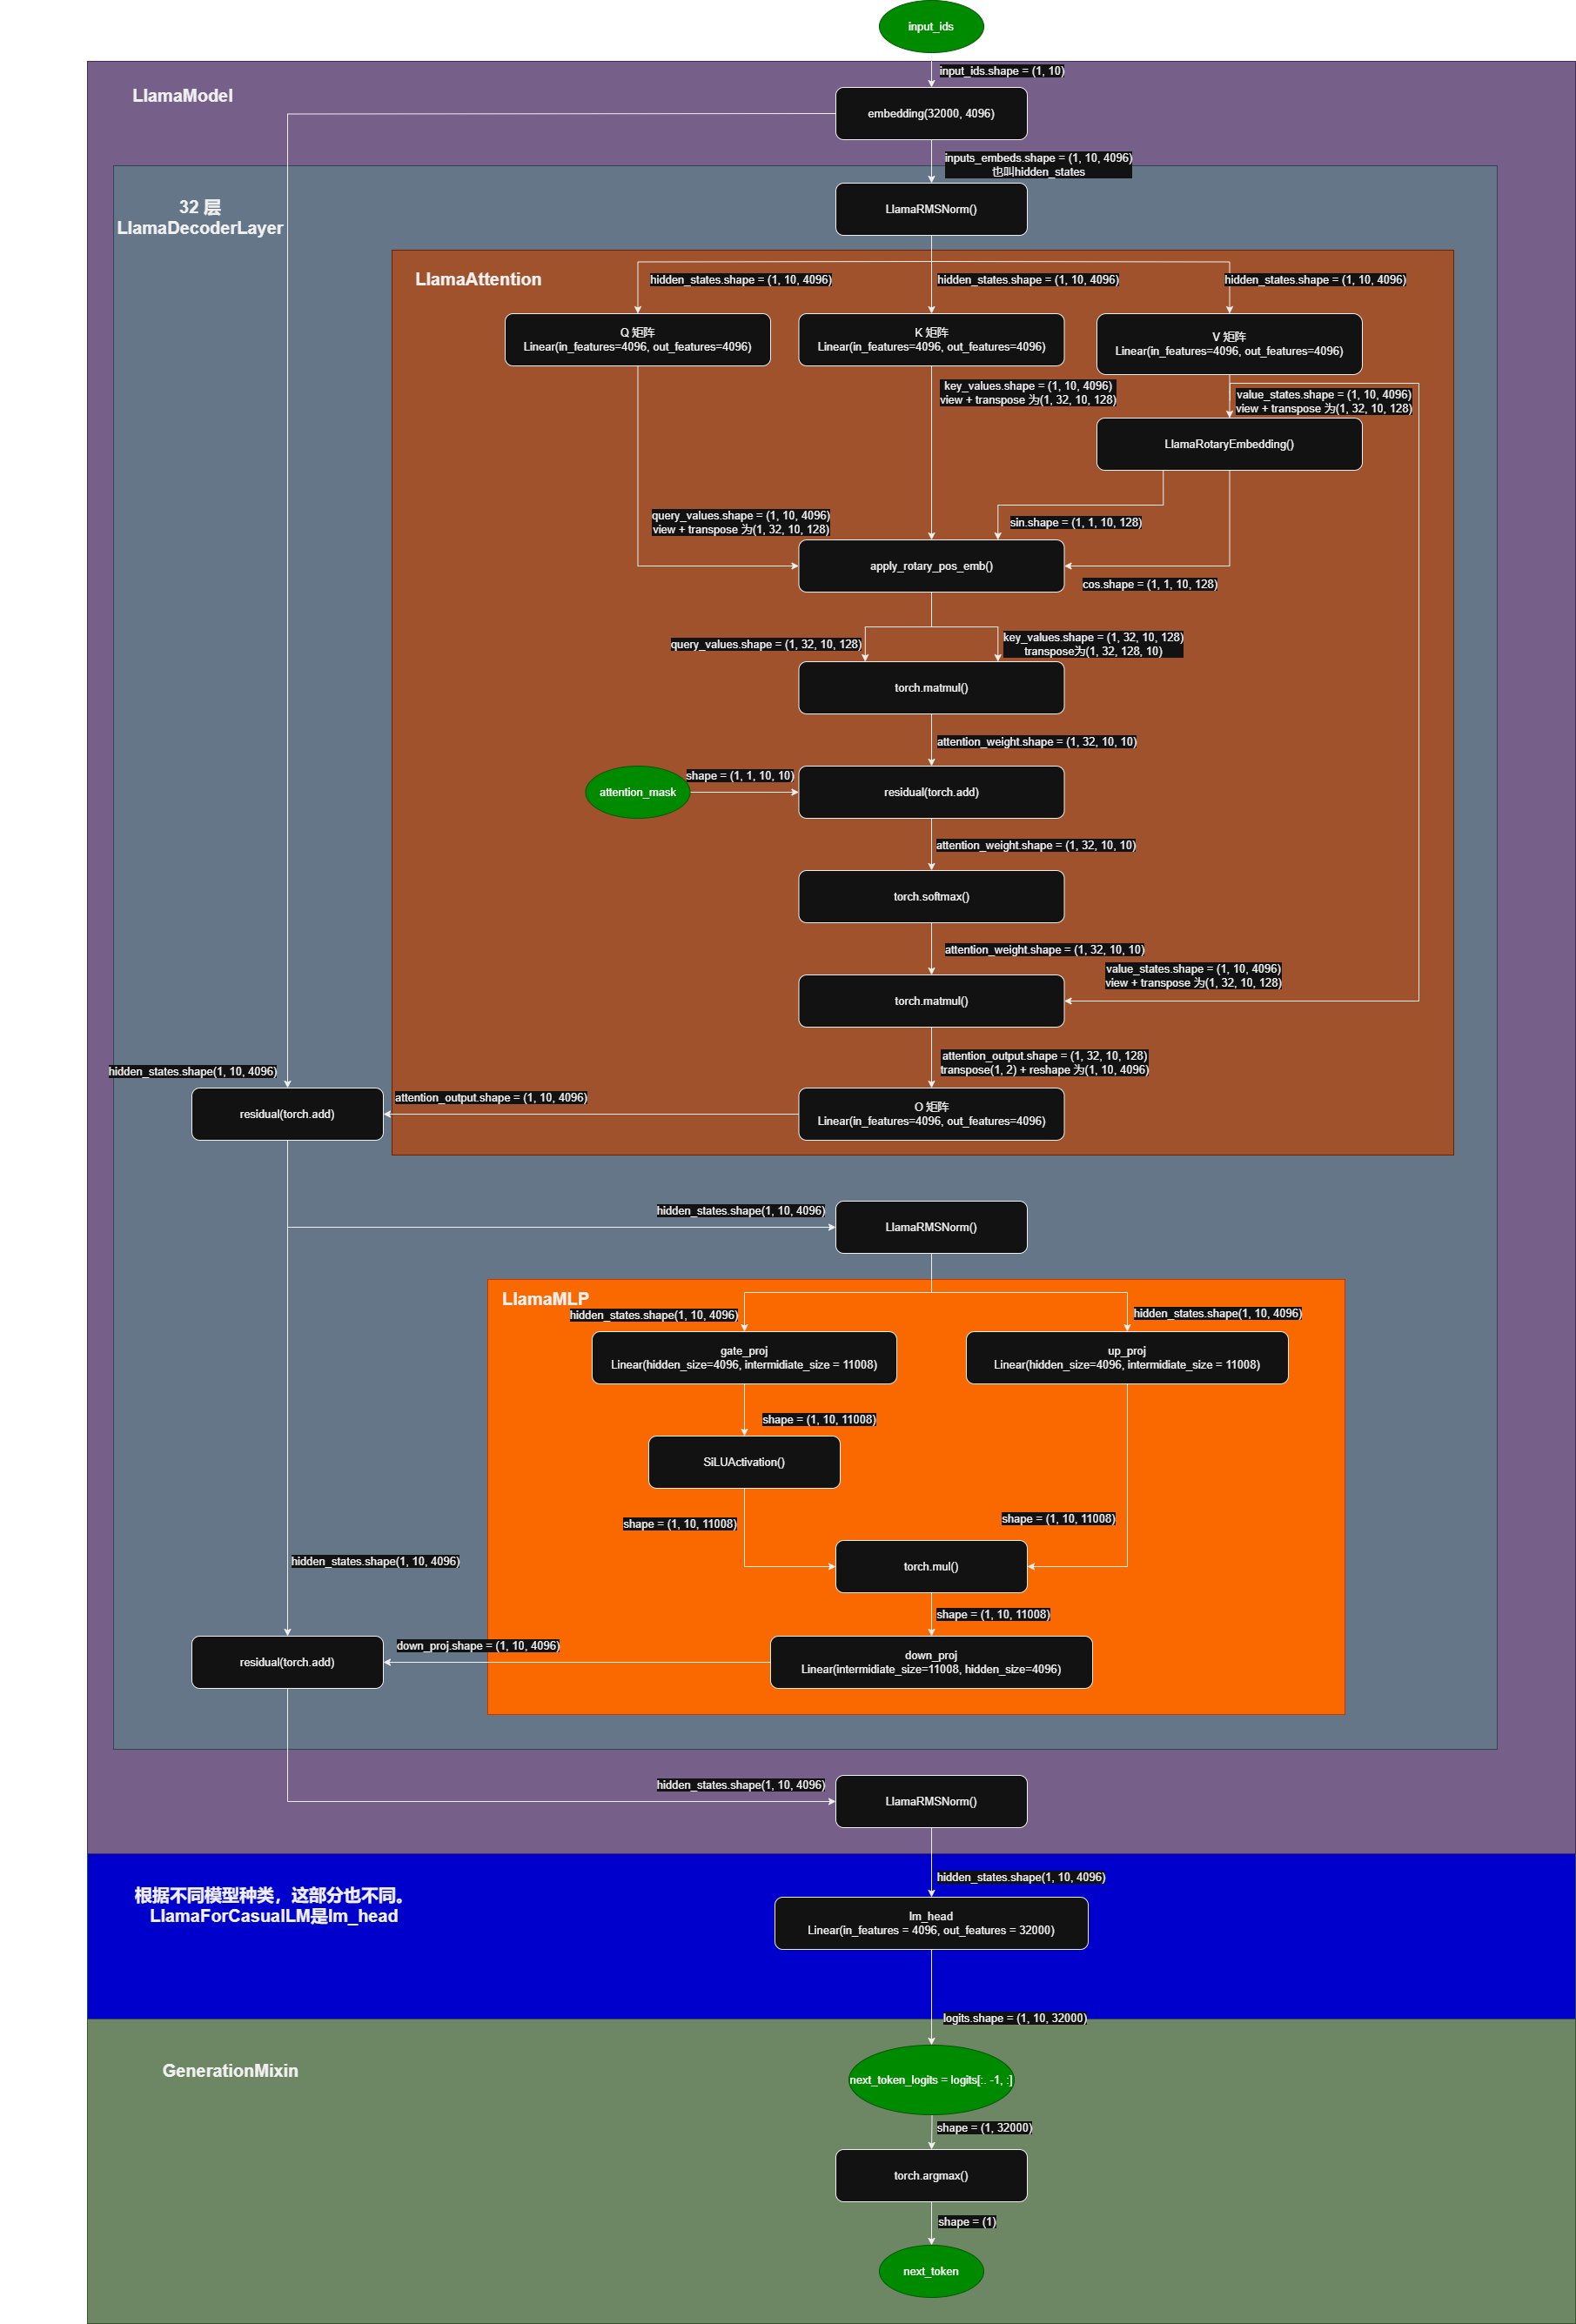 input_ids
input_ids.shape = (1, 10)
LlamaModel
embedding(32000, 4096)
inputs_embeds.shape = (1, 10, 4096)
也叫hidden_states
32 层
LlamaDecoderLayer
LlamaRMSNorm()
LlamaAttention
hidden_states.shape = (1, 10, 4096)
hidden_states.shape = (1, 10, 4096)
hidden_states.shape = (1, 10, 4096)
Q 矩阵
Linear(in_features=4096, out_features=4096)
K 矩阵
Linear(in_features=4096, out_features=4096)
V 矩阵
Linear(in_features=4096, out_features=4096)
key_values.shape = (1, 10, 4096)
view + transpose 为(1, 32, 10, 128)
value_states.shape = (1, 10, 4096)
view + transpose 为(1, 32, 10, 128)
LlamaRotaryEmbedding()
query_values.shape = (1, 10, 4096)
view + transpose 为(1, 32, 10, 128)
sin.shape = (1, 1, 10, 128)
apply_rotary_pos_emb()
cos.shape = (1, 1, 10, 128)
query_values.shape = (1, 32, 10, 128)
key_values.shape = (1, 32, 10, 128)
transpose为(1, 32, 128, 10)
torch.matmul()
attention_weight.shape = (1, 32, 10, 10)
attention_mask
shape = (1, 1, 10, 10)
residual(torch.add)
attention_weight.shape = (1, 32, 10, 10)
torch.softmax()
attention_weight.shape = (1, 32, 10, 10)
value_states.shape = (1, 10, 4096)
view + transpose 为(1, 32, 10, 128)
torch.matmul()
attention_output.shape = (1, 32, 10, 128)
transpose(1, 2) + reshape 为(1, 10, 4096)
hidden_states.shape(1, 10, 4096)
attention_output.shape = (1, 10, 4096)
residual(torch.add)
O 矩阵
Linear(in_features=4096, out_features=4096)
hidden_states.shape(1, 10, 4096)
LlamaRMSNorm()
LlamaMLP
hidden_states.shape(1, 10, 4096)
hidden_states.shape(1, 10, 4096)
gate_proj
Linear(hidden_size=4096, intermidiate_size = 11008)
up_proj
Linear(hidden_size=4096, intermidiate_size = 11008)
shape = (1, 10, 11008)
SiLUActivation()
shape = (1, 10, 11008)
shape = (1, 10, 11008)
hidden_states.shape(1, 10, 4096)
torch.mul()
shape = (1, 10, 11008)
down_proj.shape = (1, 10, 4096)
residual(torch.add)
down_proj
Linear(intermidiate_size=11008, hidden_size=4096)
hidden_states.shape(1, 10, 4096)
LlamaRMSNorm()
hidden_states.shape(1, 10, 4096)
根据不同模型种类，这部分也不同。
LlamaForCasualLM是lm_head
lm_head
Linear(in_features = 4096, out_features = 32000)
logits.shape = (1, 10, 32000)
GenerationMixin
next_token_logits = logits[:. -1, :]
shape = (1, 32000)
torch.argmax()
shape = (1)
next_token